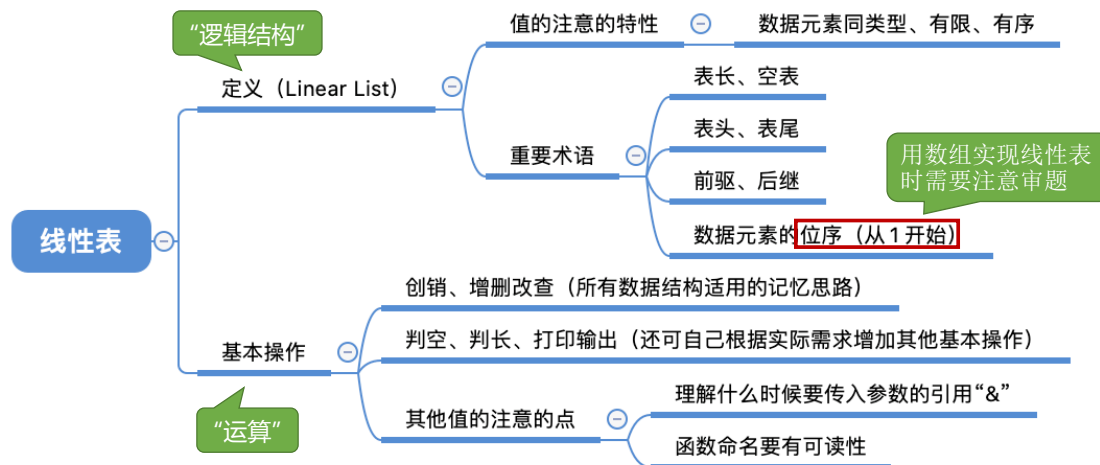 “逻辑结构”
值的注意的特性
数据元素同类型、有限、有序
定义（Linear List）
表长、空表
重要术语
表头、表尾
用数组实现线性表
时需要注意审题
前驱、后继
数据元素的位序（从1开始）
线性表
创销、增删改查（所有数据结构适用的记忆思路）
基本操作
判空、判长、打印输出（还可自己根据实际需求增加其他基本操作）
“运算”
其他值的注意的点
理解什么时候要传入参数的引用“&”
函数命名要有可读性